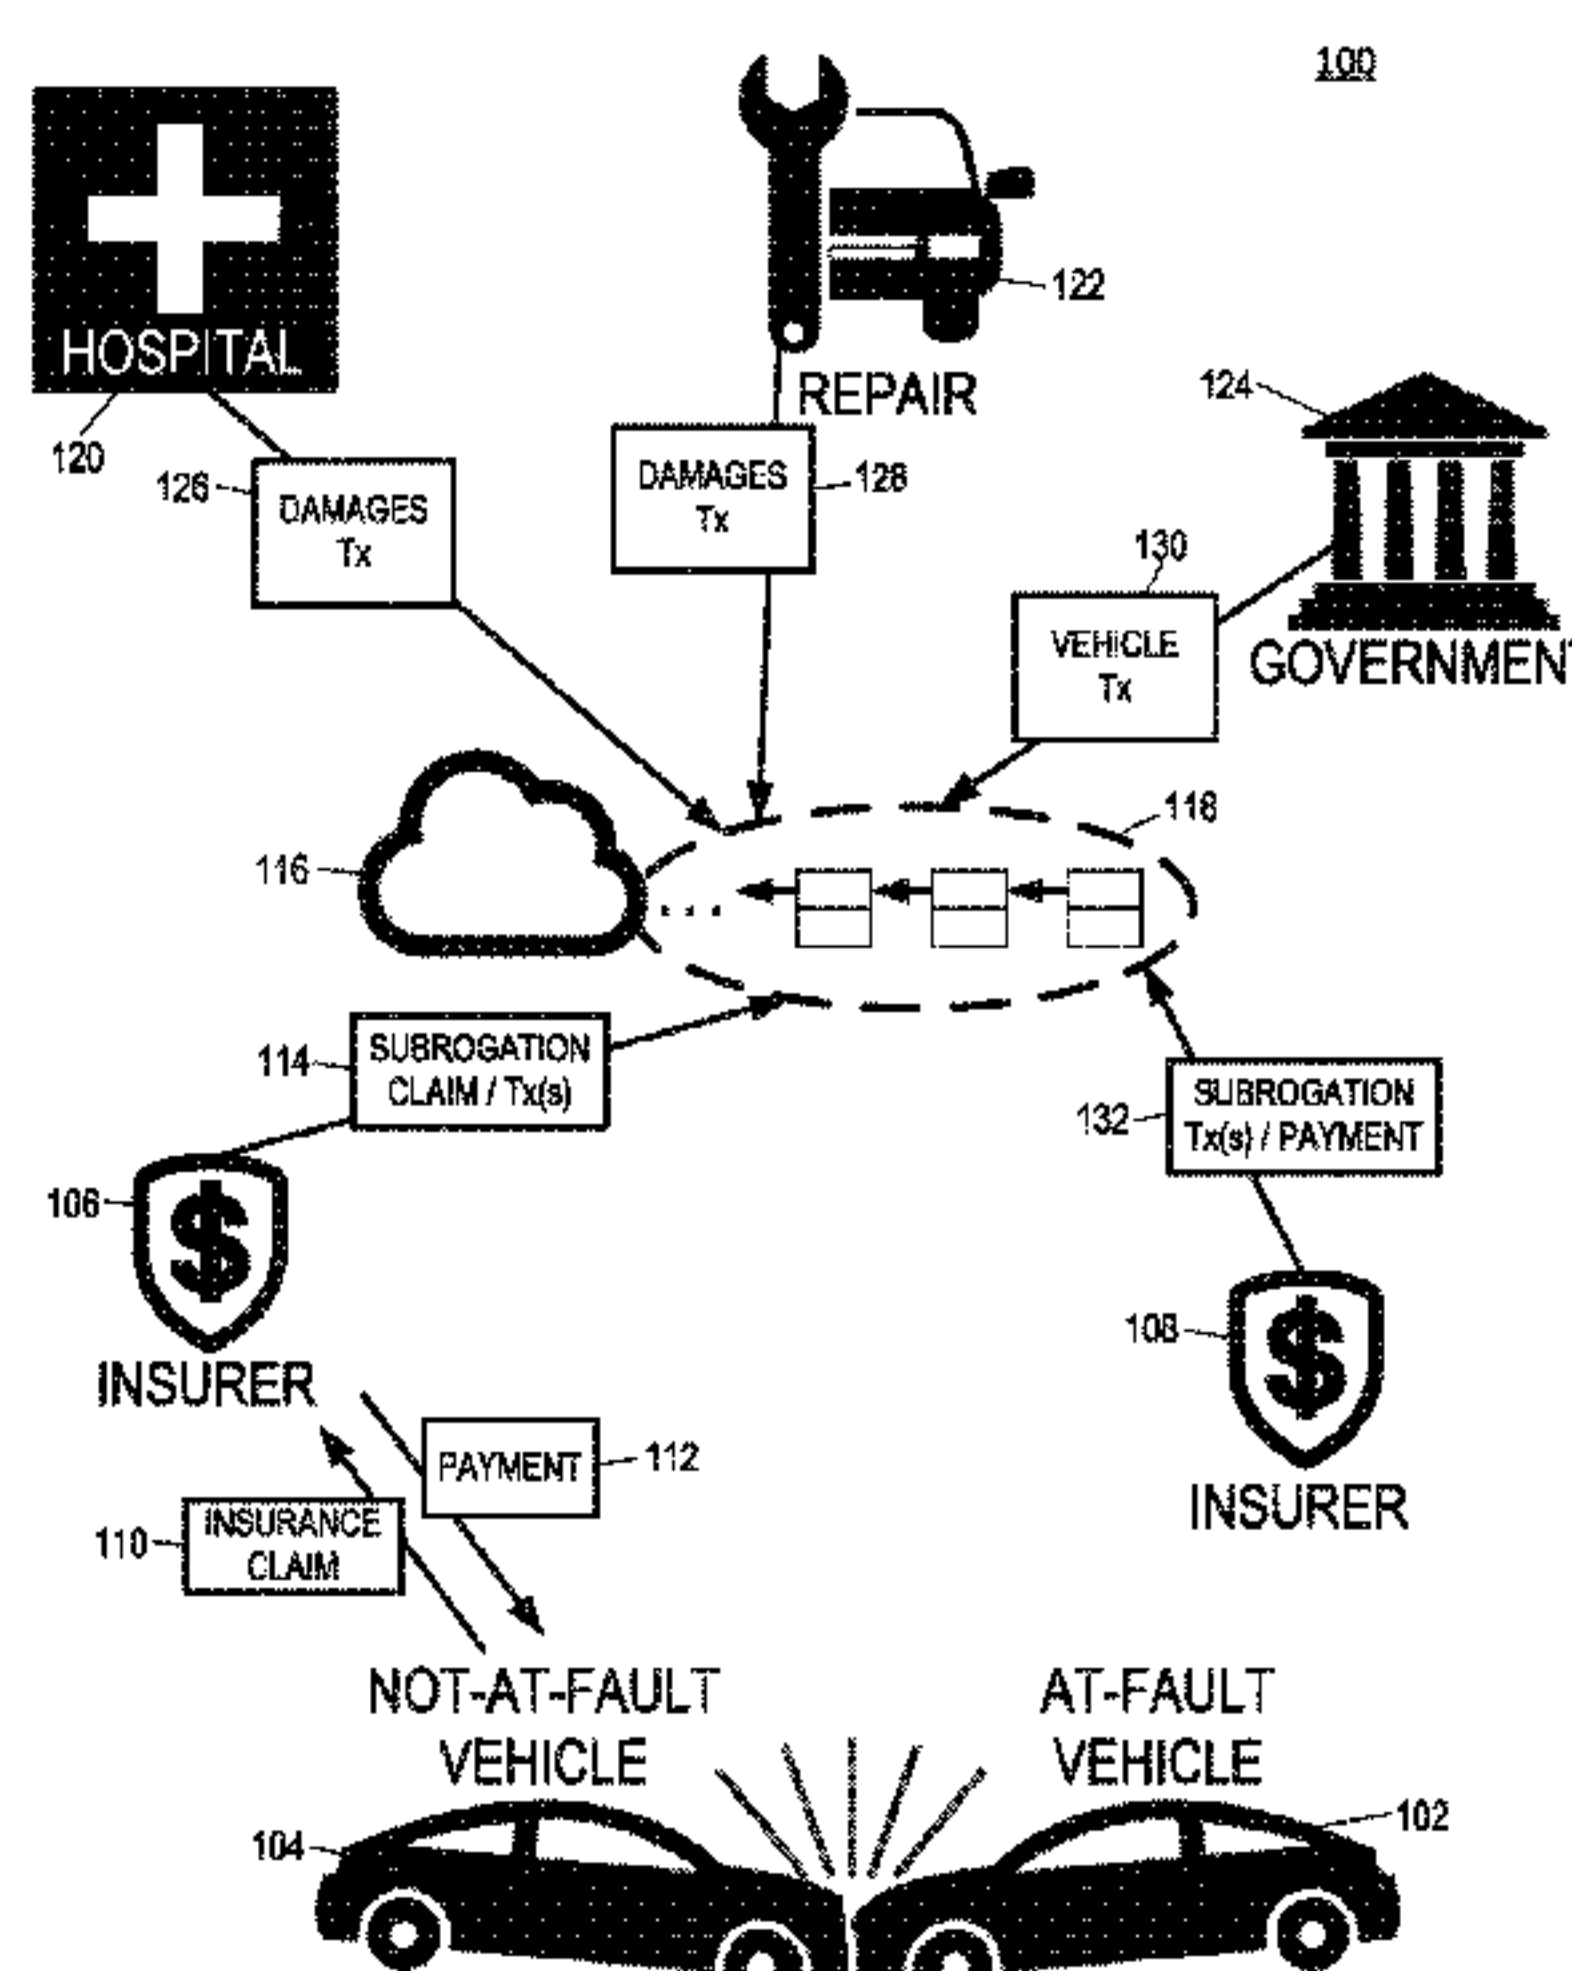 100
HOSPITAL
122
REPAIR
124
120
126
DAMAGES
Tx
DAMAGES
Tx
128
130
VEHICLE
Tx
GOVERNMENT
118
116
...
114
SUBROGATION
CLAIM / Tx(s)
132
SUBROGATION
Tx(s) / PAYMENT
106
$
INSURER
108
$
INSURER
PAYMENT
112
110
INSURANCE
CLAIM
NOT-AT-FAULT
VEHICLE
AT-FAULT
VEHICLE
104
102